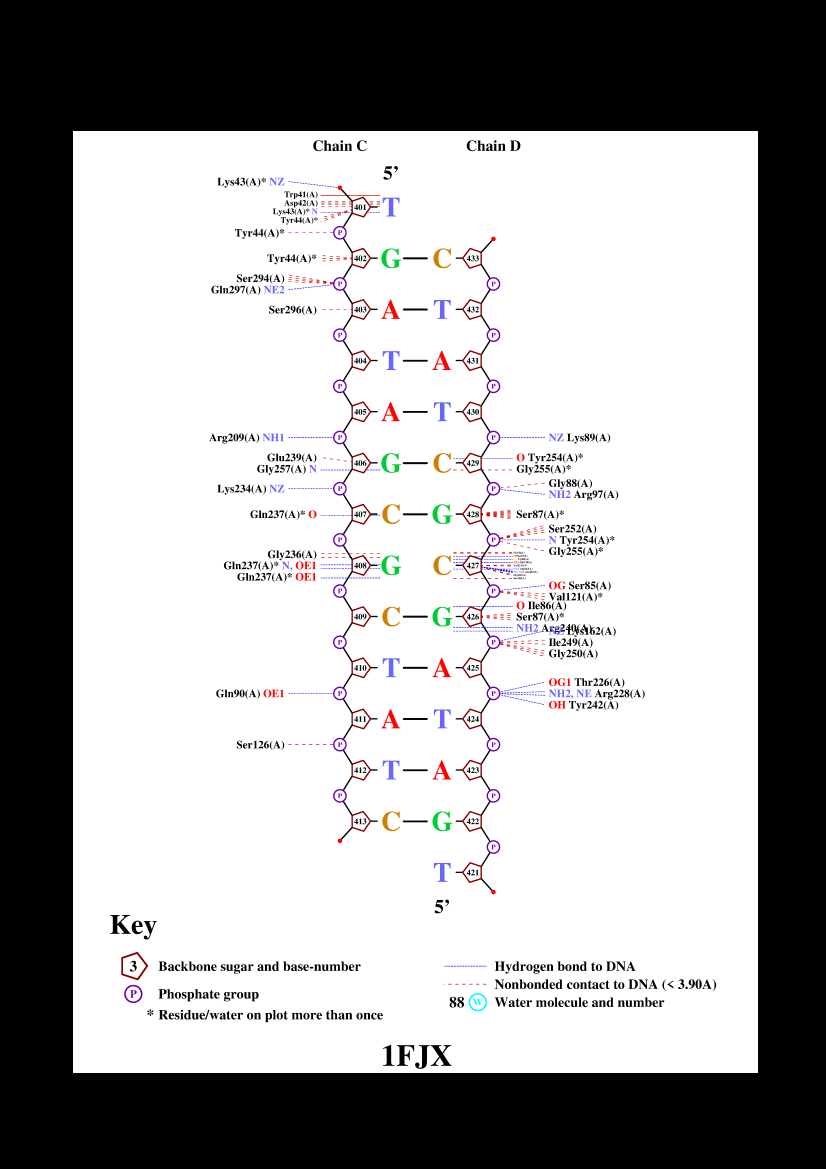 Chain C Chain D
5’
Lys43(A)* NZ
Trp41(A)
Asp42(A)
Lys43(A)* N
Tyr44(A)*
401 T
P Tyr44(A)*
Tyr44(A)* 402 G C 433
Ser294(A)
Gln297(A) NE2 P P
Ser296(A) 403 A T 432
P P
404 T A 431
P P
405 A T 430
Arg209(A) NH1 P P NZ Lys89(A)
Glu239(A)
Gly257(A) N
406 G C 429
O Tyr254(A)*
Gly255(A)*
Lys234(A) NZ P P
Gly88(A)
NH2 Arg97(A)
Gln237(A)* O 407 C G 428 Ser87(A)*
P P
Ser252(A)
N Tyr254(A)*
Gly255(A)*
Gly236(A)
Gln237(A)* N, OE1
Gln237(A)* OE1
408 G C 427
P P
OG Ser85(A)
Val121(A)*
409 C G 426
O Ile86(A)
Ser87(A)*
NH2 Arg240(A)
P P
Lys162(A)
Ile249(A)
Gly250(A)
410 T A 425
Gln90(A) OE1 P P
OG1 Thr226(A)
NH2, NE Arg228(A)
OH Tyr242(A)
411 A T 424
Ser126(A) P P
412 T A 423
P P
413 C G 422
P
T 421
5’
Key
3 Backbone sugar and base-number
P Phosphate group
* Residue/water on plot more than once
Hydrogen bond to DNA
Nonbonded contact to DNA (< 3.90A)
88 W Water molecule and number
1FJX